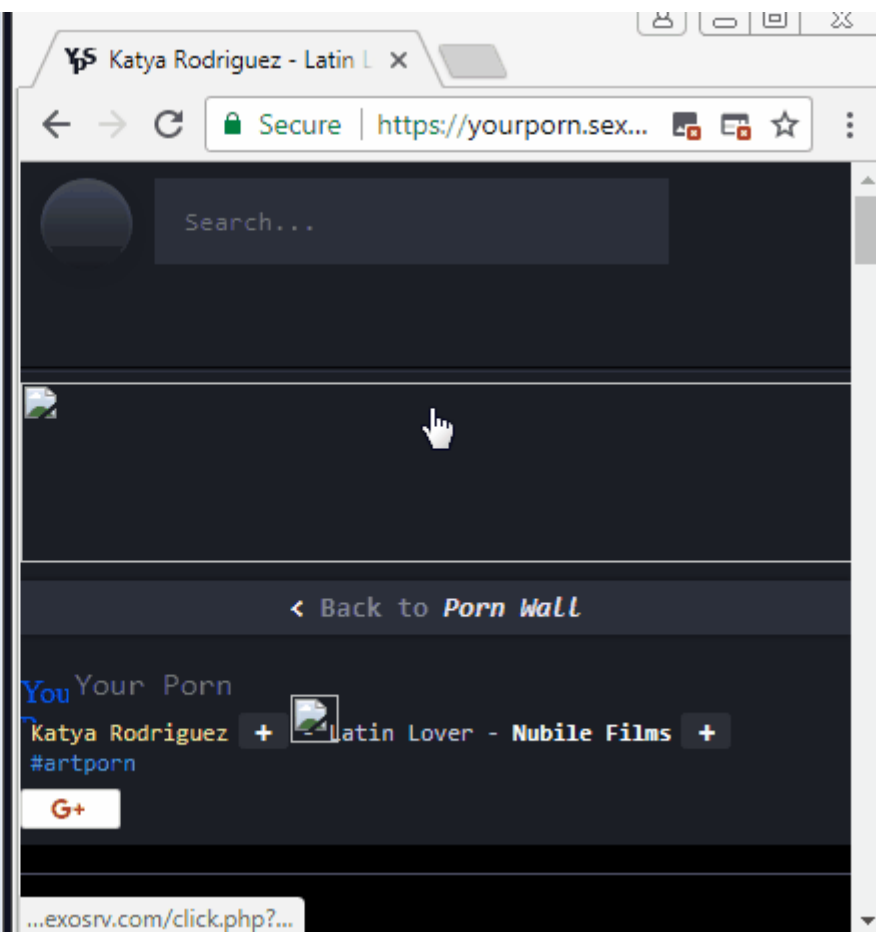 YPS Katya Rodriguez - Latin L
Secure | https://yourporn.sex...
Search...
< Back to Porn Wall
You Your Porn
Katya Rodriguez + - Latin Lover - Nubile Films +
#artporn
G+
...exosrv.com/click.php?...